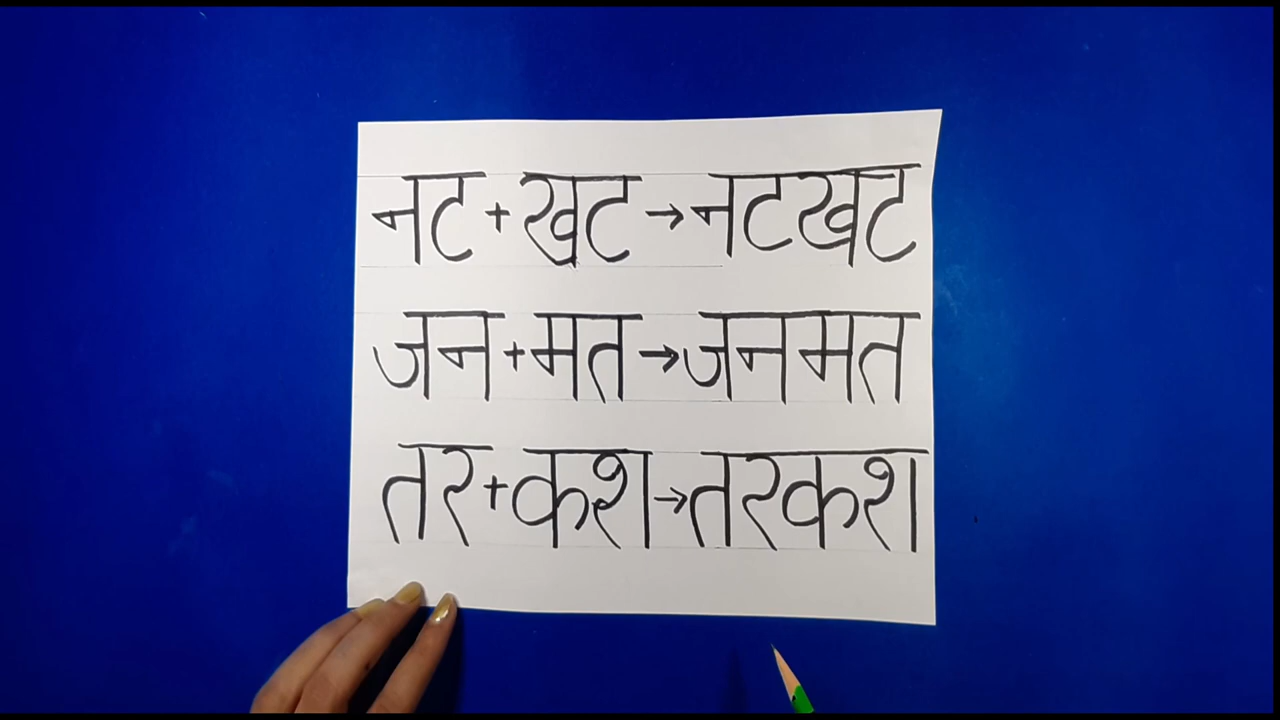 नट + खट → नटखट
जन + मत → जनमत
तर + कश → तरकश